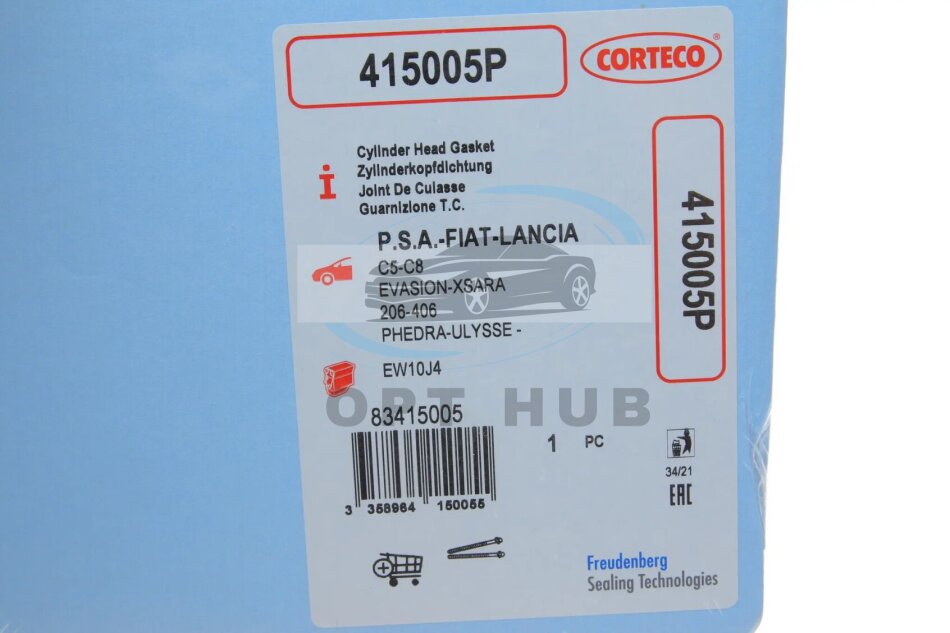 415005P
CORTECO®
Cylinder Head Gasket
Zylinderkopfdichtung
Joint De Culasse
Guarnizione T.C.
415005P
P.S.A.-FIAT-LANCIA
C5-C8
EVASION-XSARA
206-406
PHEDRA-ULYSSE -
EW10J4
OPT HUB
83415005
1 PC
34/21
EAC
3 358964 150055
Freudenberg
Sealing Technologies